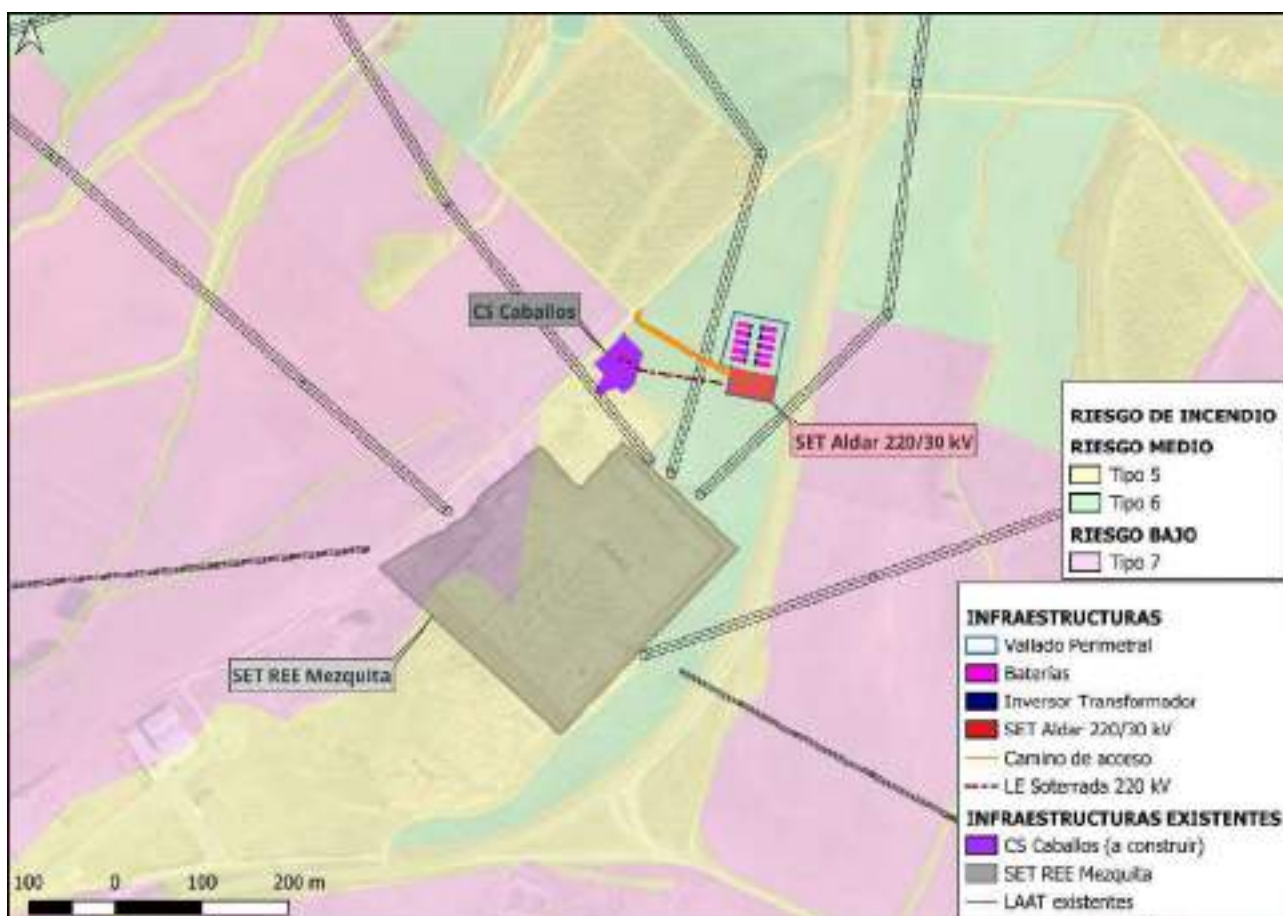 CS Caballos
SET Aldar 220/30 kV
SET REE Mezquita
RIESGO DE INCENDIO
RIESGO MEDIO
Tipo 5
Tipo 6
RIESGO BAJO
Tipo 7
INFRAESTRUCTURAS
Vallado Perimetral
Baterías
Inversor Transformador
SET Aldar 220/30 kV
Camino de acceso
LE Soterrada 220 kV
INFRAESTRUCTURAS EXISTENTES
CS Caballos (a construir)
SET REE Mezquita
LAAT existentes
100 0 100 200 m